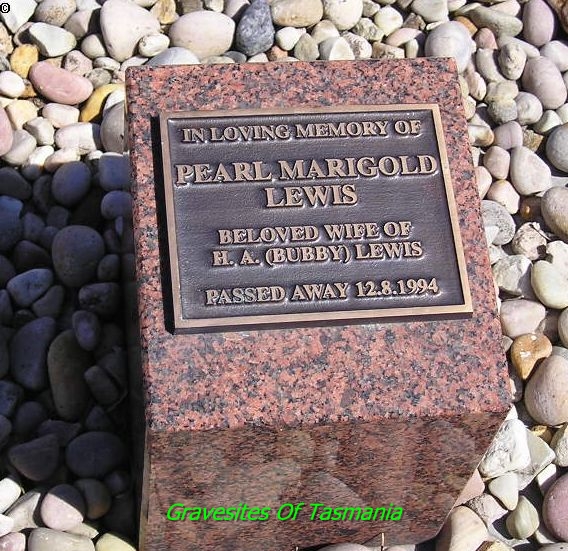 ©
IN LOVING MEMORY OF
PEARL MARIGOLD
LEWIS
BELOVED WIFE OF
H. A. (BUBBY) LEWIS
PASSED AWAY 12.8.1994
Gravesites Of Tasmania